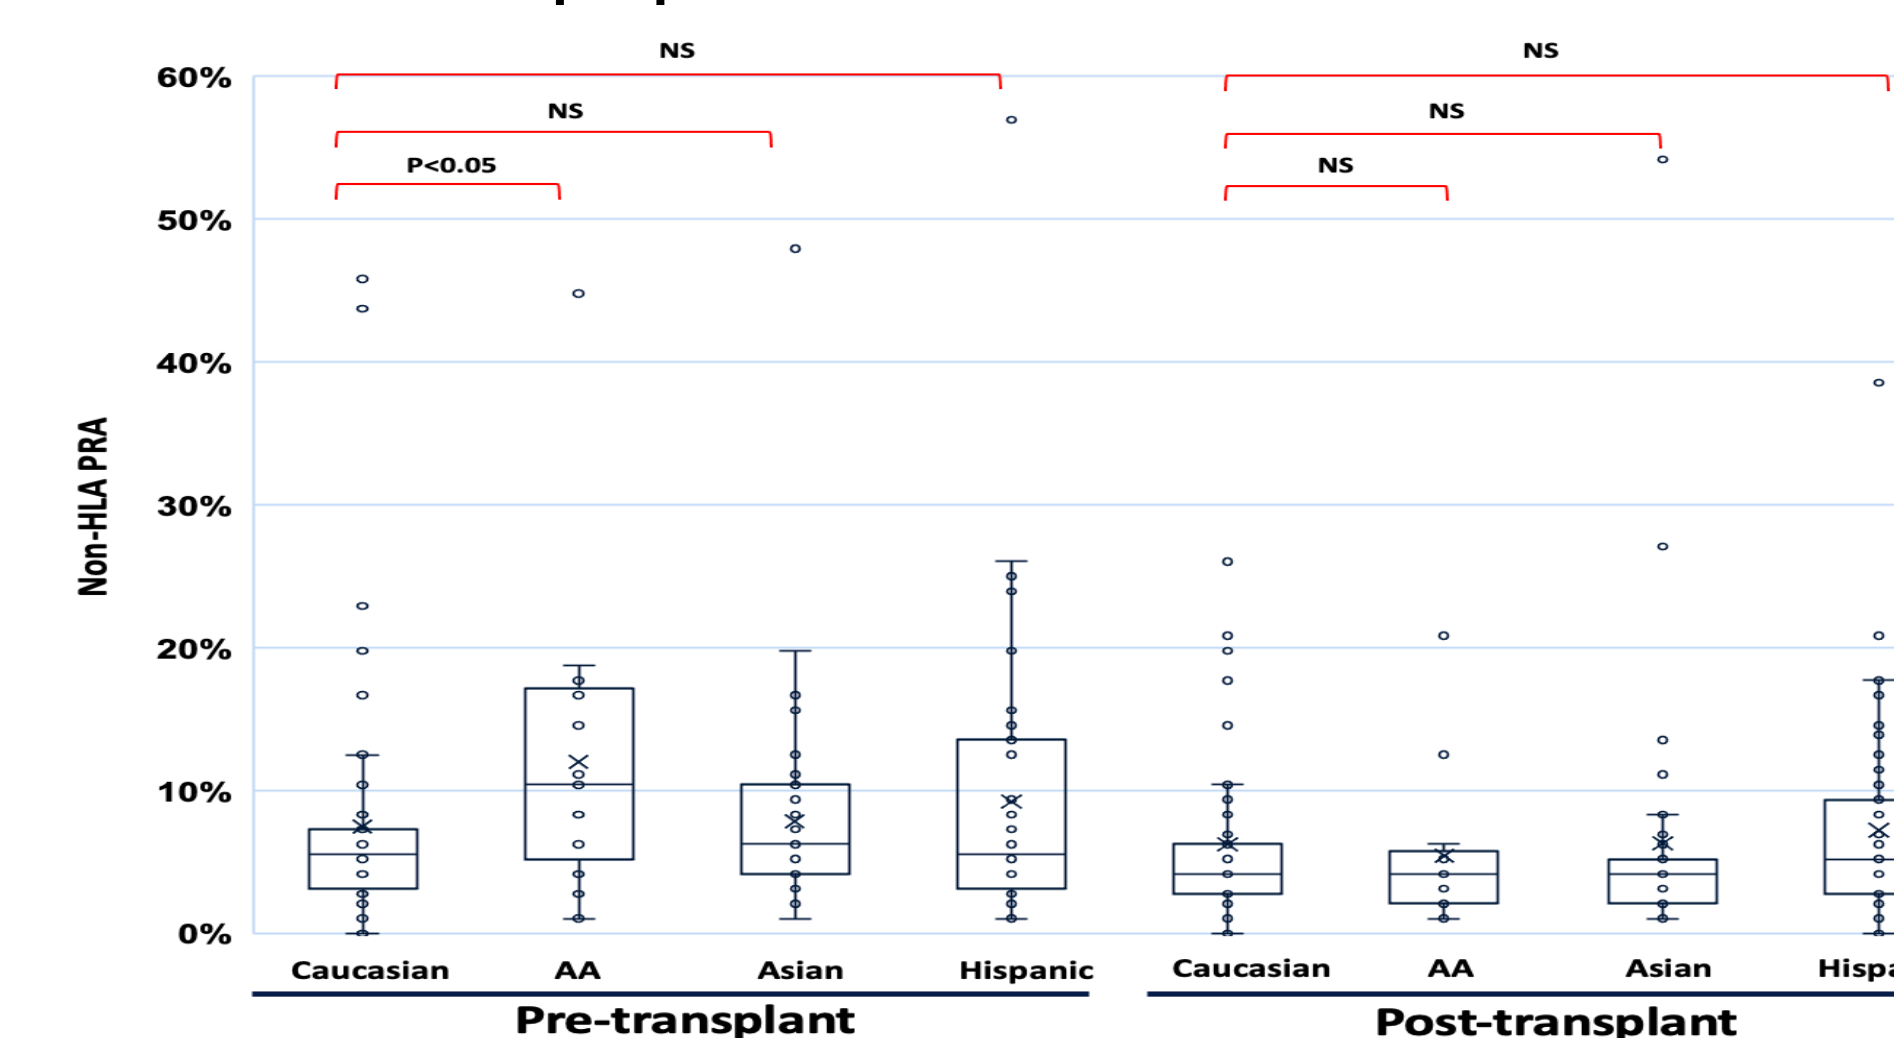 NS
NS
60%
NS
NS
P<0.05
NS
50%
40%
30%
20%
10%
0%
Non-HLA PRA
Caucasian
AA
Asian
Hispanic
Caucasian
AA
Asian
Hispa
Pre-transplant
Post-transplant